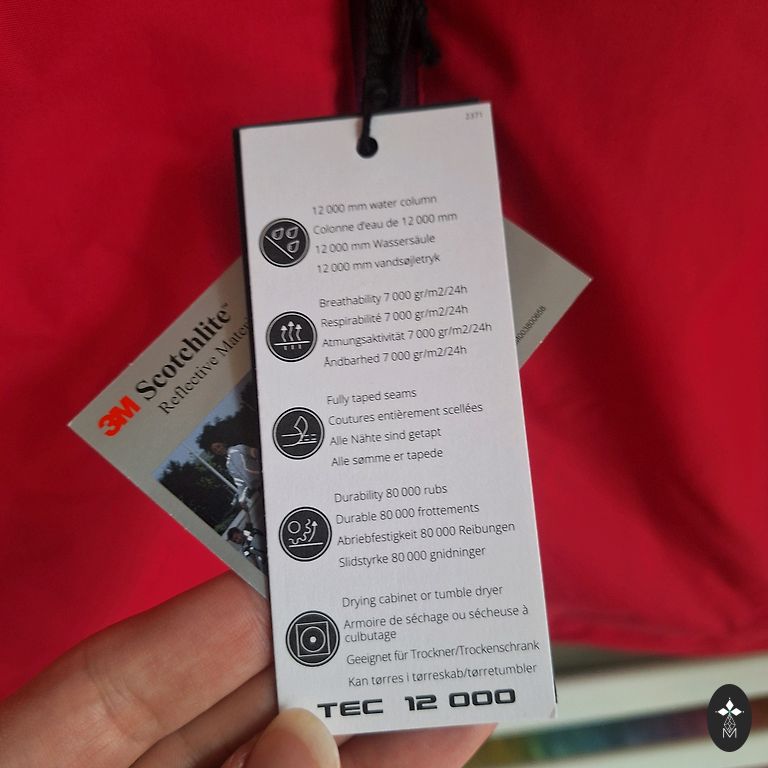 3371
12 000 mm water column
Colonne d'eau de 12 000 mm
12 000 mm Wassersäule
12 000 mm vandsøjletryk
Breathability 7 000 gr/m2/24h
Respirabilité 7 000 gr/m2/24h
Atmungsaktivität 7 000 gr/m2/24h
Åndbarhed 7 000 gr/m2/24h
Fully taped seams
Coutures entièrement scellées
Alle Nähte sind getapt
Alle sømme er tapede
Durability 80 000 rubs
Durable 80 000 frottements
Abriebfestigkeit 80 000 Reibungen
Slidstyrke 80 000 gnidninger
Drying cabinet or tumble dryer
Armoire de séchage ou sécheuse à
culbutage
Geeignet für Trockner/Trockenschrank
Kan tørres i tørreskab/tørretumbler
TEC 12 000
3M Scotchlite™
Reflective
M